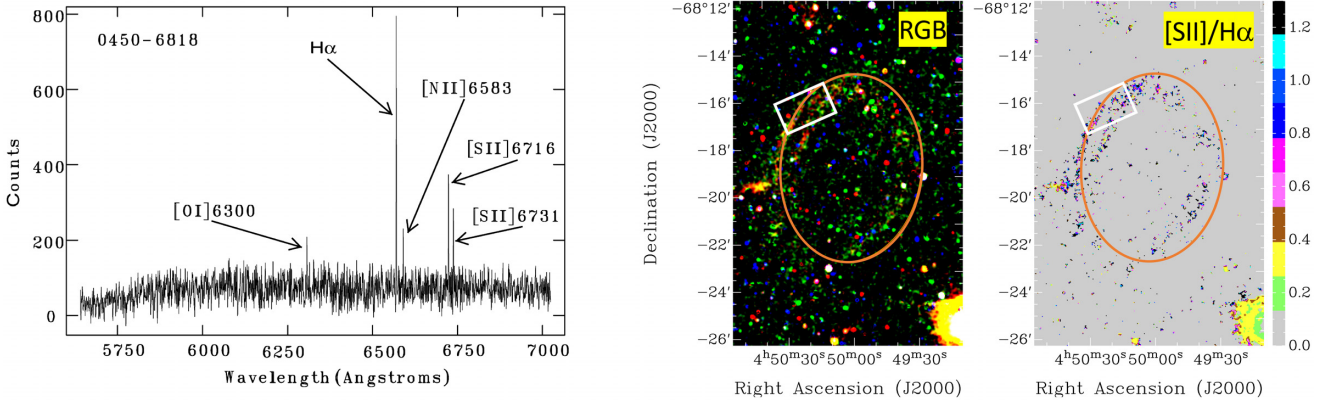 800
600
400
200
0
Counts
0450-6818
Hα
[NII]6583
[SII]6716
[SII]6731
[OI]6300
5750 6000 6250 6500 6750 7000
Wavelength(Angstroms)
−68°12′
−14′
−16′
−18′
−20′
−22′
−24′
−26′
Declination (J2000)
RGB
4ʰ50ᵐ30ˢ 50ᵐ00ˢ 49ᵐ30ˢ
Right Ascension (J2000)
−68°12′
−14′
−16′
−18′
−20′
−22′
−24′
−26′
[SII]/Hα
4ʰ50ᵐ30ˢ 50ᵐ00ˢ 49ᵐ30ˢ
Right Ascension (J2000)
1.2
1.0
0.8
0.6
0.4
0.2
0.0